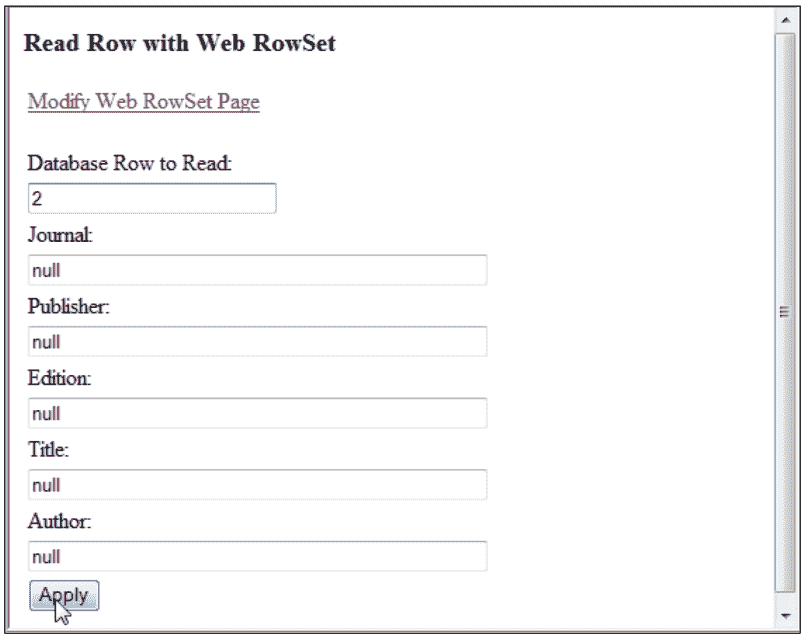 Read Row with Web RowSet
Modify Web RowSet Page
Database Row to Read:
2
Journal:
null
Publisher:
null
Edition:
null
Title:
null
Author:
null
Apply